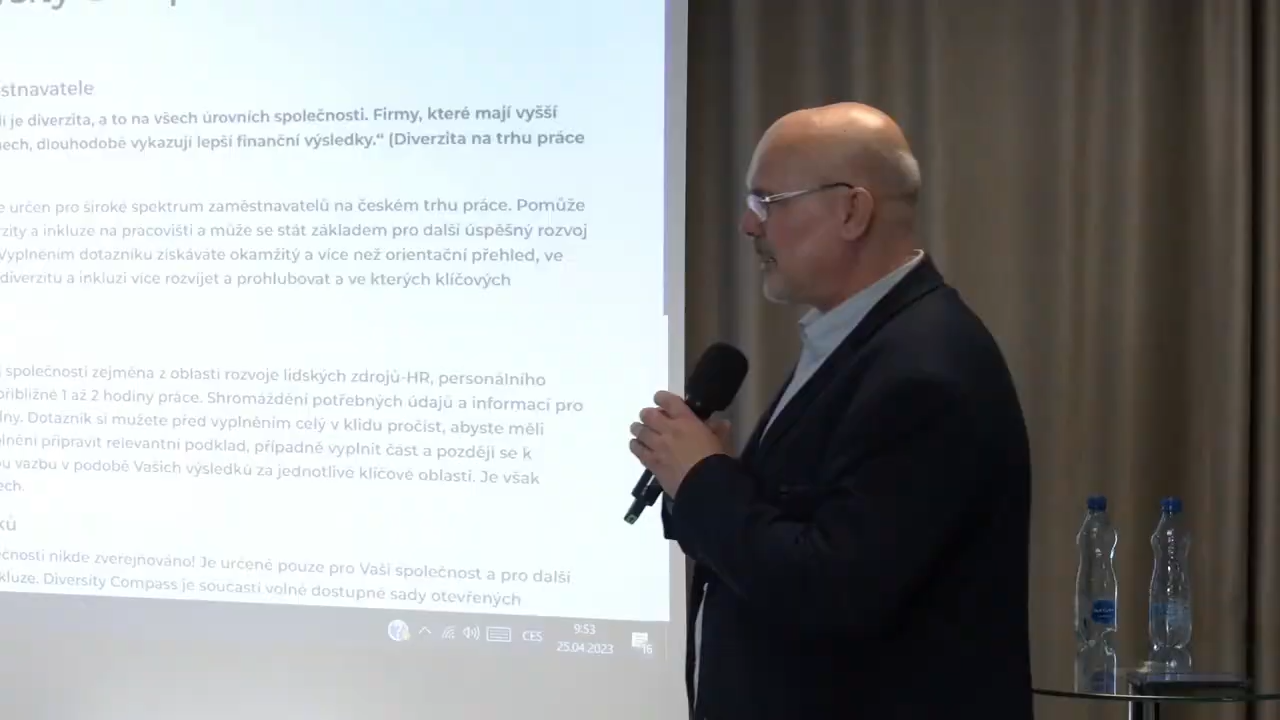 stnavatele
li je diverzita, a to na všech úrovních společnosti. Firmy, které mají vyšší
nech, dlouhodobě vykazují lepší finanční výsledky.“ (Diverzita na trhu práce
e určen pro široké spektrum zaměstnavatelů na českém trhu práce. Pomůže
rzity a inkluze na pracovišti a může se stát základem pro další úspěšný rozvoj
Vyplněním dotazníku získáváte okamžitý a více než orientační přehled, ve
diverzitu a inkluzi více rozvíjet a prohlubovat a ve kterých klíčových
společnosti zejména z oblasti rozvoje lidských zdrojů-HR, personálního
přibližně 1 až 2 hodiny práce. Shromáždění potřebných údajů a informací pro
lny. Dotazník si můžete před vyplněním celý v klidu pročíst, abyste měli
lnění připravit relevantní podklad, případně vyplnit část a později se k
ou vazbu v podobě Vašich výsledků za jednotlivé klíčové oblasti. Je však
ech.
ků
ečnosti nikde zveřejňováno! Je určené pouze pro Vaši společnost a pro další
kluze. Diversity Compass je součástí volně dostupné sady otevřených
CES
9:53
25.04.2023
16